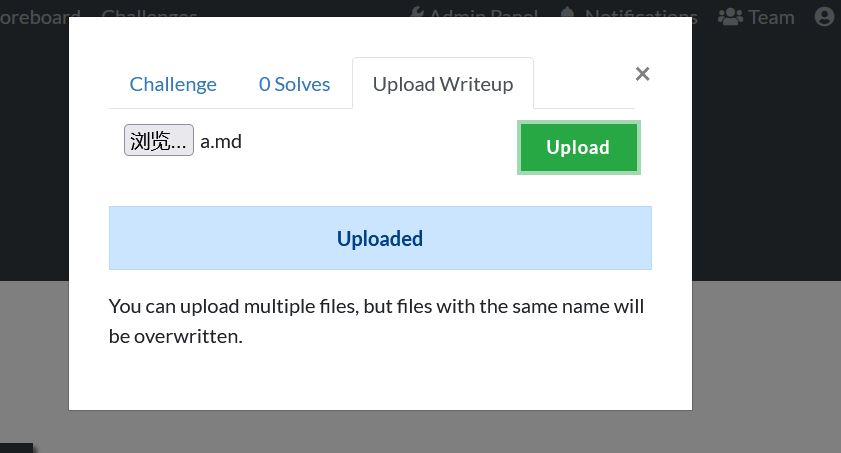 Challenges Admin Panel Notifications Team
Challenge 0 Solves Upload Writeup ×
浏览... a.md Upload
Uploaded
You can upload multiple files, but files with the same name will
be overwritten.